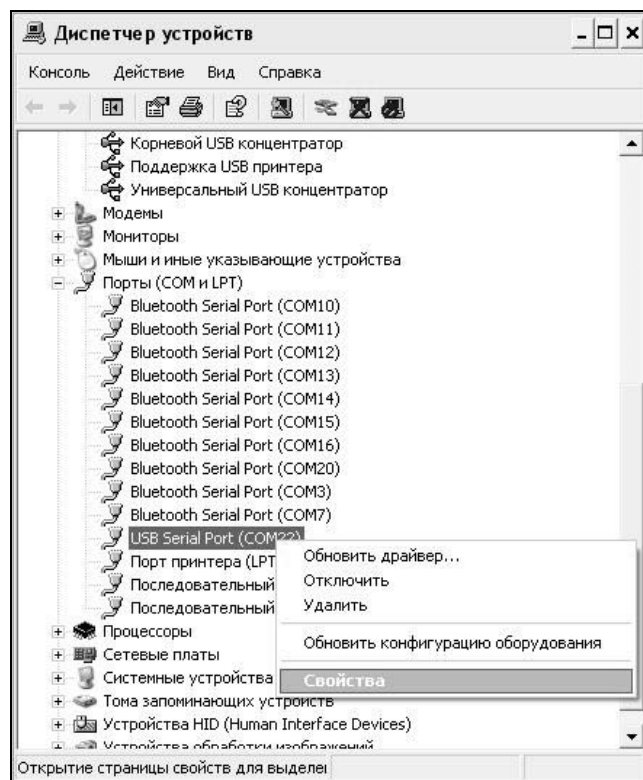 Диспетчер устройств
Консоль Действие Вид Справка
Корневой USB концентратор
Поддержка USB принтера
Универсальный USB концентратор
Модемы
Мониторы
Мыши и иные указывающие устройства
Порты (COM и LPT)
Bluetooth Serial Port (COM10)
Bluetooth Serial Port (COM11)
Bluetooth Serial Port (COM12)
Bluetooth Serial Port (COM13)
Bluetooth Serial Port (COM14)
Bluetooth Serial Port (COM15)
Bluetooth Serial Port (COM16)
Bluetooth Serial Port (COM20)
Bluetooth Serial Port (COM3)
Bluetooth Serial Port (COM7)
USB Serial Port
Порт принтера (LPT
Последовательный
Последовательный
Обновить драйвер...
Отключить
Удалить
Обновить конфигурацию оборудования
Свойства
Процессоры
Сетевые платы
Системные устройства
Тома запоминающих устройств
Устройства HID (Human Interface Devices)
Устройства обработки изображений
Открытие страницы свойств для